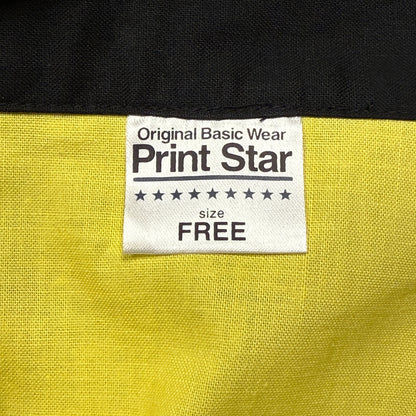 Original Basic Wear
Print Star
★★★★★★★★★
size
FREE